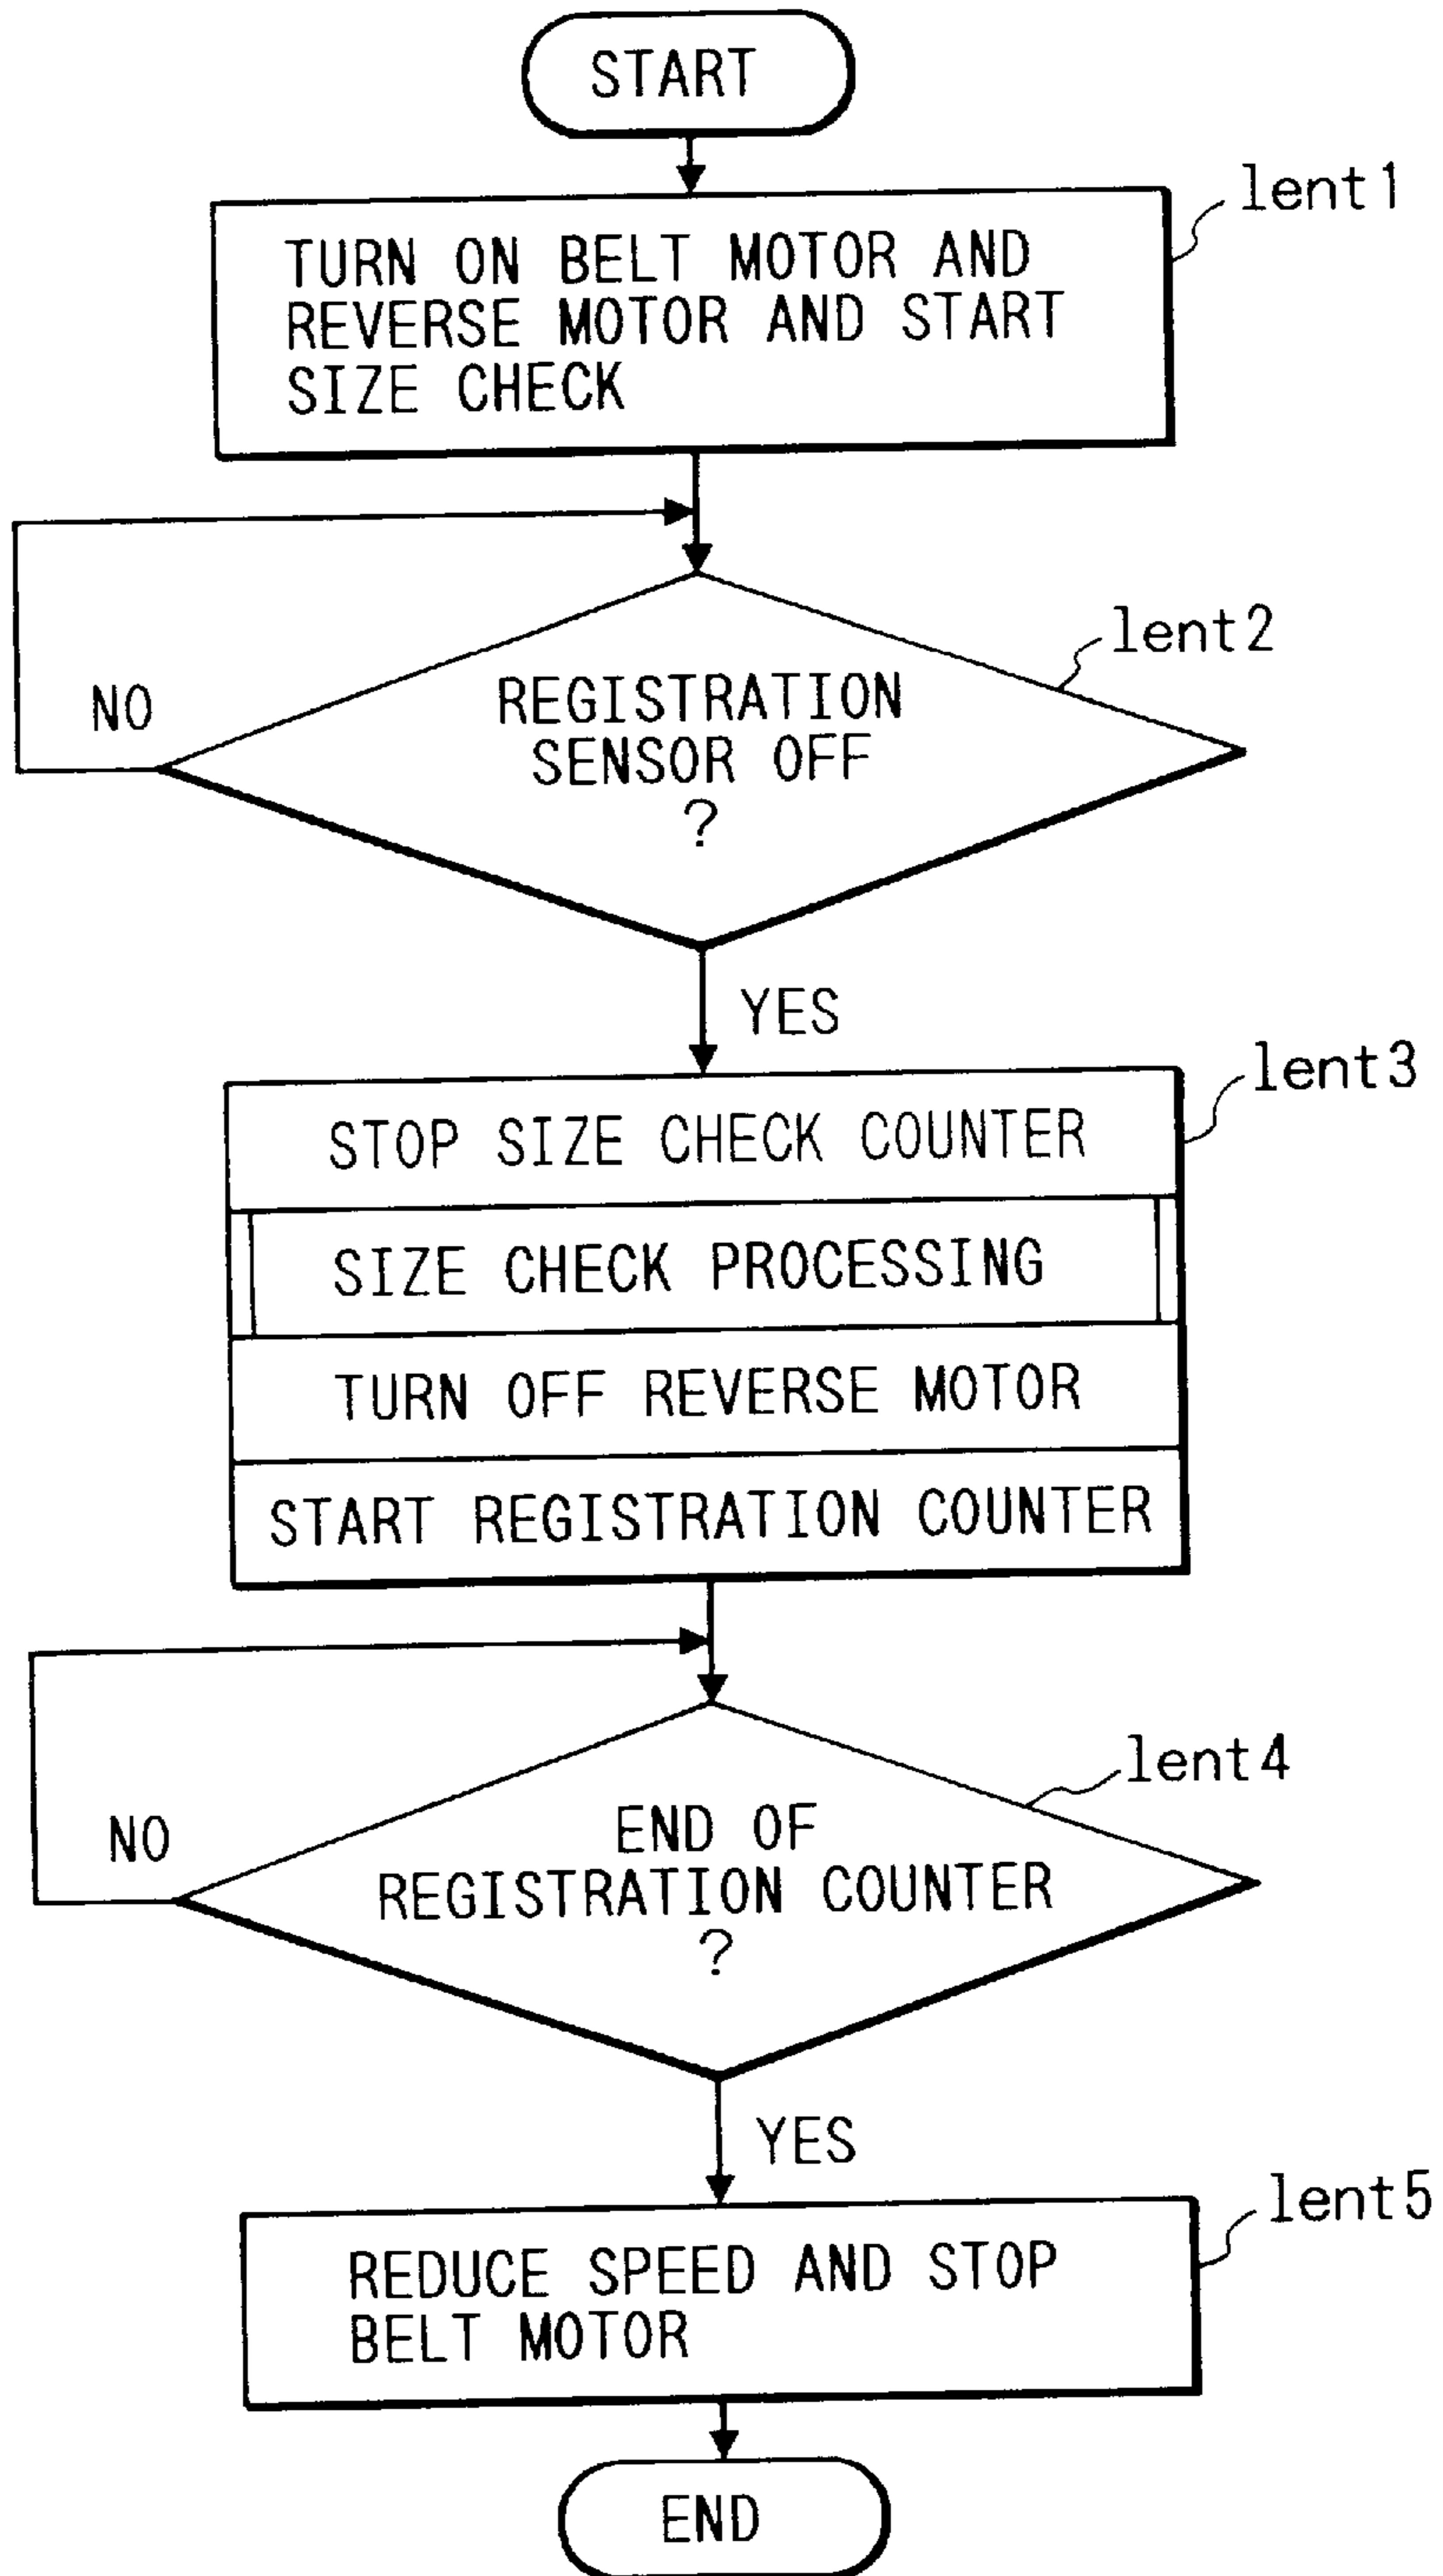 START
lent1
TURN ON BELT MOTOR AND
REVERSE MOTOR AND START
SIZE CHECK
lent2
NO
REGISTRATION
SENSOR OFF
?
YES
lent3
STOP SIZE CHECK COUNTER
SIZE CHECK PROCESSING
TURN OFF REVERSE MOTOR
START REGISTRATION COUNTER
lent4
NO
END OF
REGISTRATION COUNTER
?
YES
lent5
REDUCE SPEED AND STOP
BELT MOTOR
END